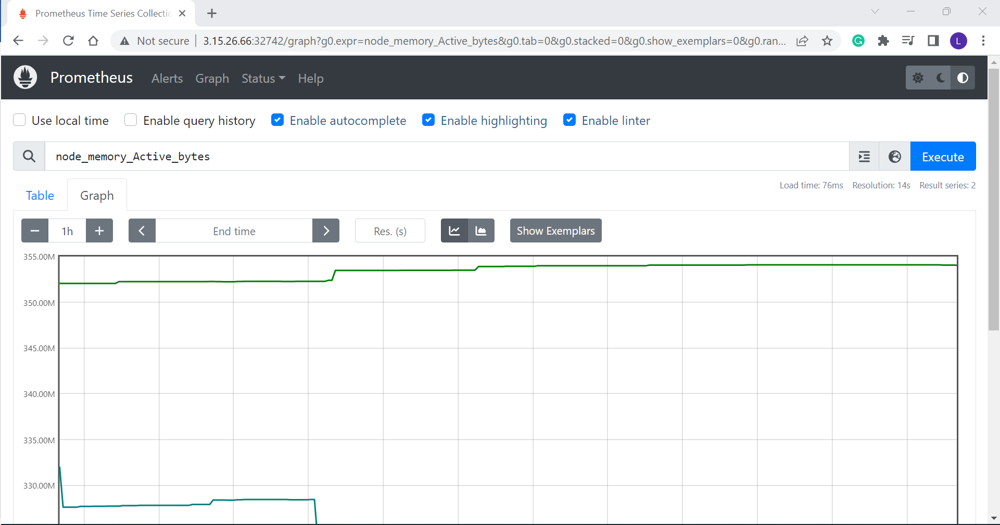 Prometheus Time Series Collectio
Not secure 3.15.26.66:32742/graph?g0.expr=node_memory_Active_bytes&g0.tab=0&g0.stacked=0&g0.show_exemplars=0&g0.ran...
L
Prometheus Alerts Graph Status Help
Use local time Enable query history Enable autocomplete Enable highlighting Enable linter
node_memory_Active_bytes Execute
Load time: 76ms Resolution: 14s Result series: 2
Table Graph
1h End time Res. (s) Show Exemplars
355.00M
350.00M
345.00M
340.00M
335.00M
330.00M